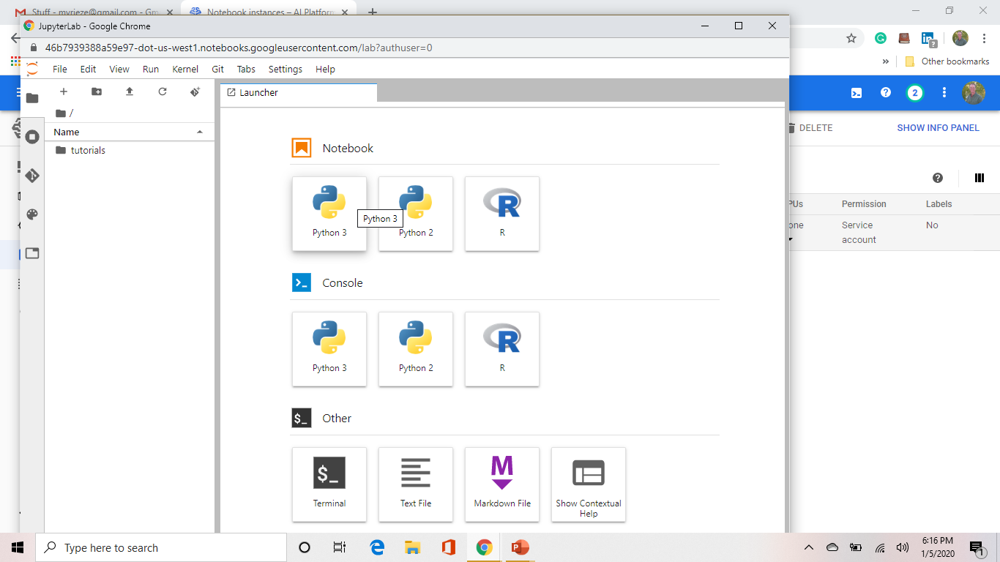 Stuff - myrieze@gmail.com - Gm
Notebook instances – AI Platform
JupyterLab - Google Chrome
46b7939388a59e97-dot-us-west1.notebooks.googleusercontent.com/lab?authuser=0
Other bookmarks
File Edit View Run Kernel Git Tabs Settings Help
2
Launcher
/
Name
tutorials
DELETE
SHOW INFO PANEL
Notebook
Python 3
Python 3
Python 2
R
PUs
Permission
Labels
one
Service
account
No
Console
Python 3
Python 2
R
Other
$_
Terminal
Text File
Markdown File
Show Contextual
Help
Type here to search
6:16 PM
1/5/2020
1